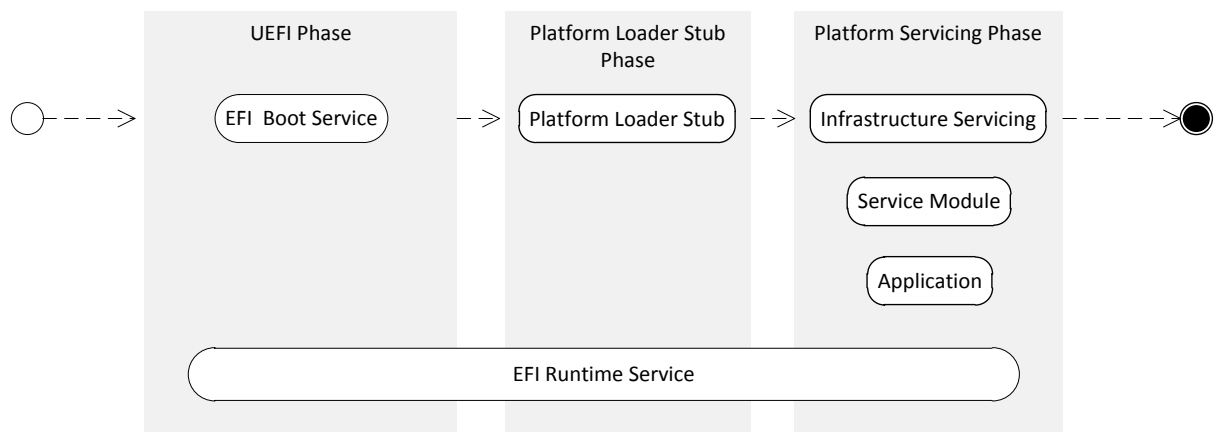 UEFI Phase
Platform Loader Stub
Phase
Platform Servicing Phase
EFI Boot Service
Platform Loader Stub
Infrastructure Servicing
Service Module
Application
EFI Runtime Service